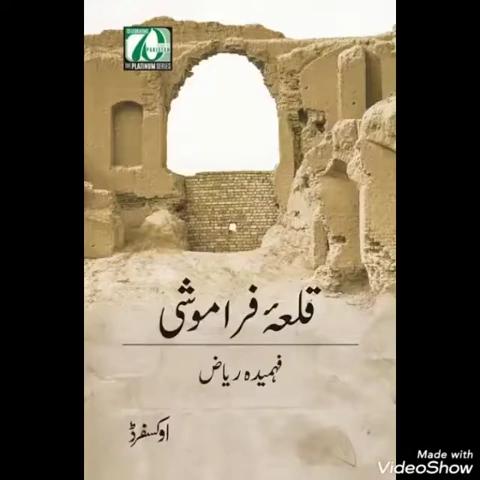 CELEBRATING
70
PAKISTAN
THE PLATINUM SERIES
قلعۂ فراموشی
فہمیدہ ریاض
اوکسفرڈ
Made with
VideoShow